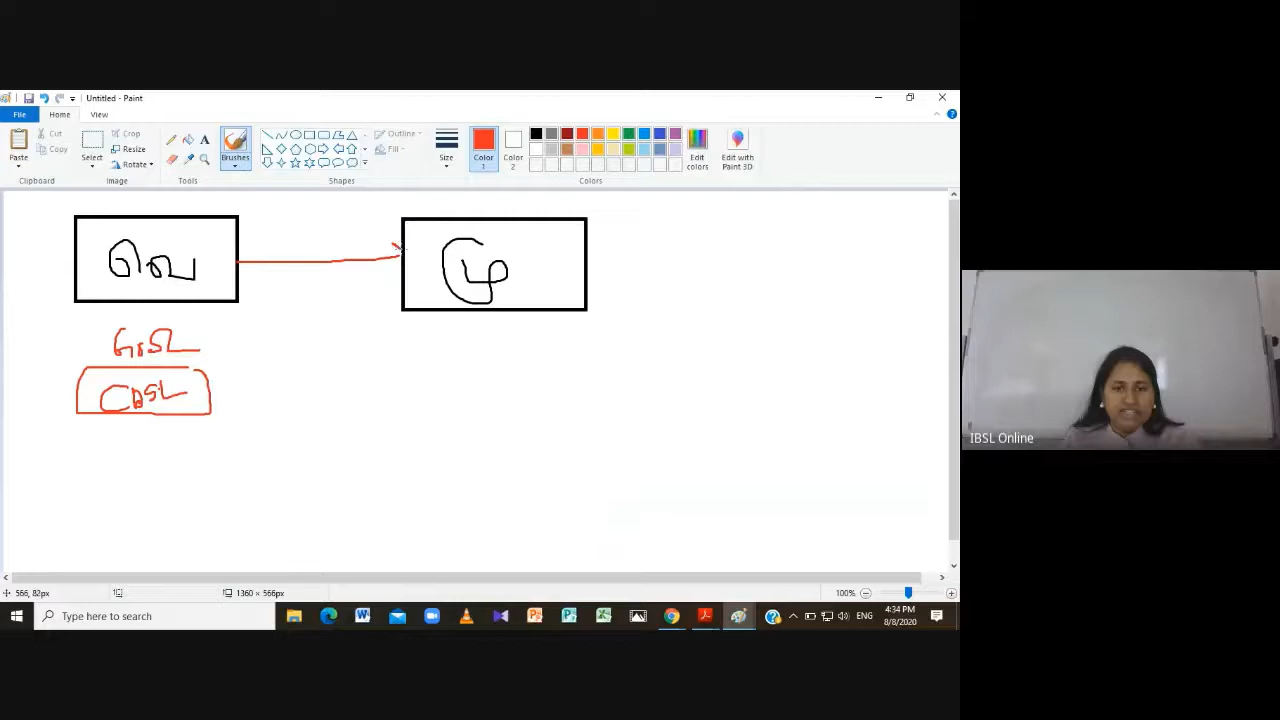 Untitled - Paint
File Home View
Paste Cut Copy Select Crop Resize Rotate Brushes Outline Fill Size Color 1 Color 2 Edit colors Edit with Paint 3D
Clipboard Image Tools Shapes Colors
வெ
மு
GOSL
CBSL
IBSL Online
566, 82px 1360 × 566px 100%
Type here to search
ENG 4:34 PM
8/8/2020